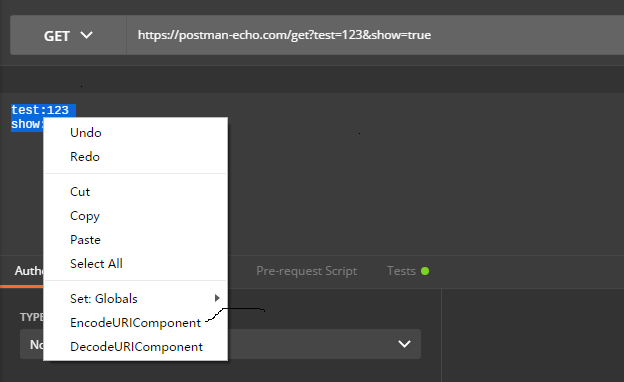 GET
https://postman-echo.com/get?test=123&show=true
test:123
show:
Undo
Redo
Cut
Copy
Paste
Select All
Autho
Pre-request Script
Tests
Set: Globals
TYPE
EncodeURIComponent
No
DecodeURIComponent